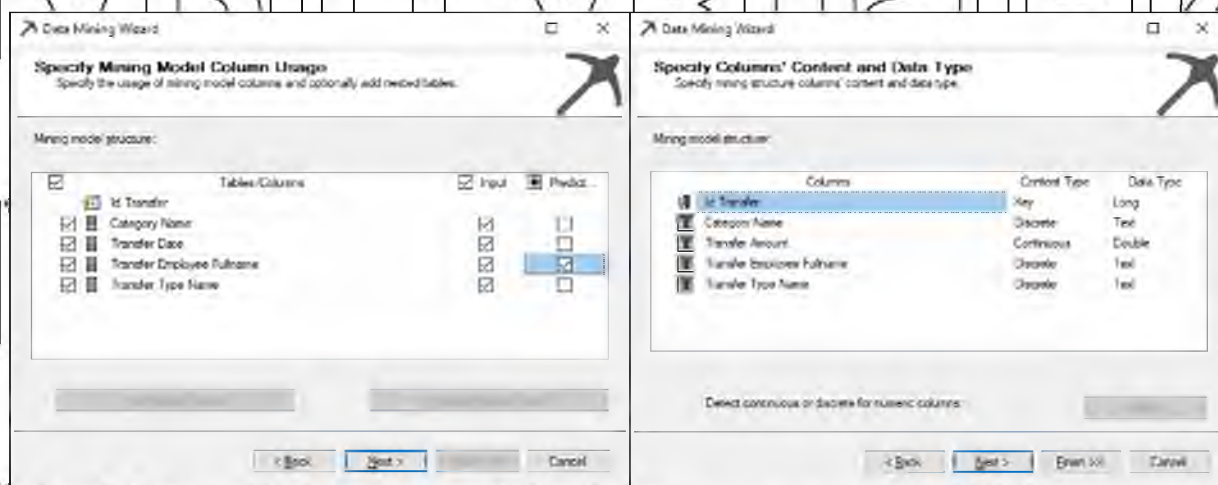 Data Mining Wizard
Specify Mining Model Column Usage
Specify the usage of mining model columns and optionally add nested tables.
Mining model structure:
Tables/Columns Input Predict...
Id Transfer
Category Name
Transfer Date
Transfer Employee Fullname
Transfer Type Name
< Back Next > Cancel
Data Mining Wizard
Specify Columns' Content and Data Type
Specify mining structure columns' content and data type.
Mining model structure:
Columns Content Type Data Type
Id Transfer Key Long
Category Name Discrete Text
Transfer Amount Continuous Double
Transfer Employee Fullname Discrete Text
Transfer Type Name Discrete Text
Detect continuous or discrete for numeric columns:
< Back Next > Finish >>| Cancel